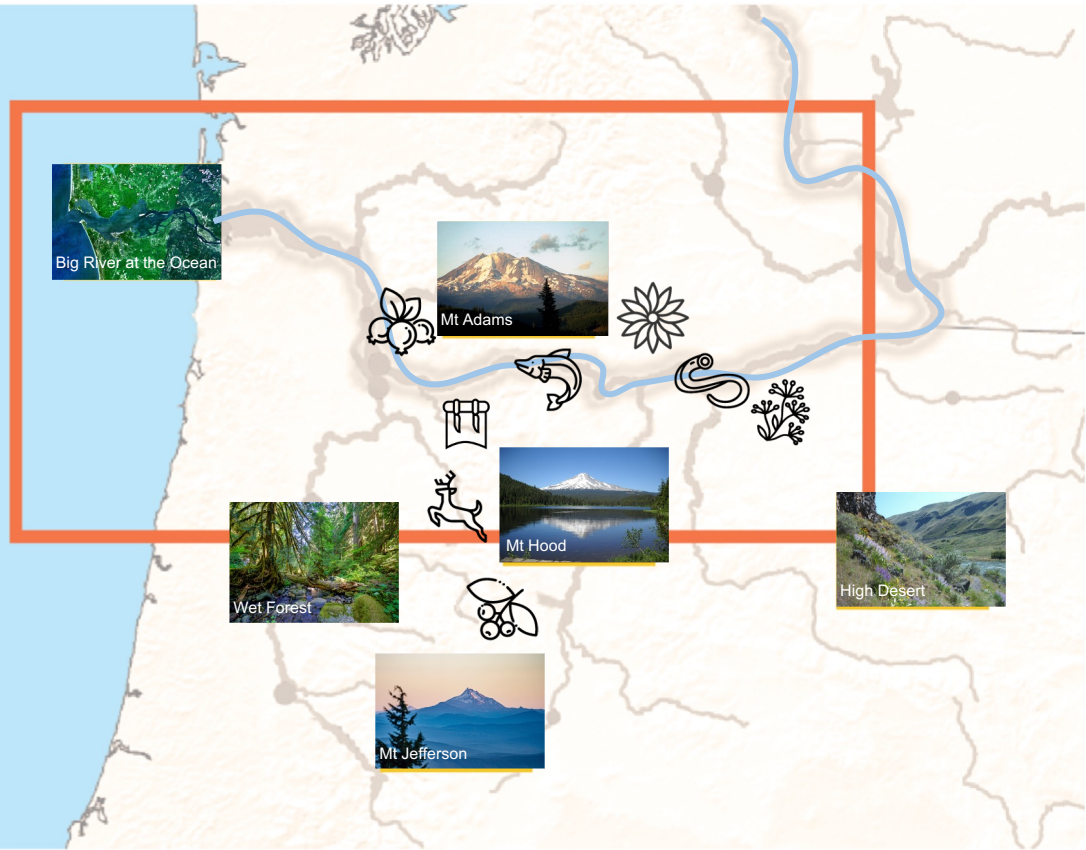 Big River at the Ocean
Mt Adams
Mt Hood
Wet Forest
High Desert
Mt Jefferson